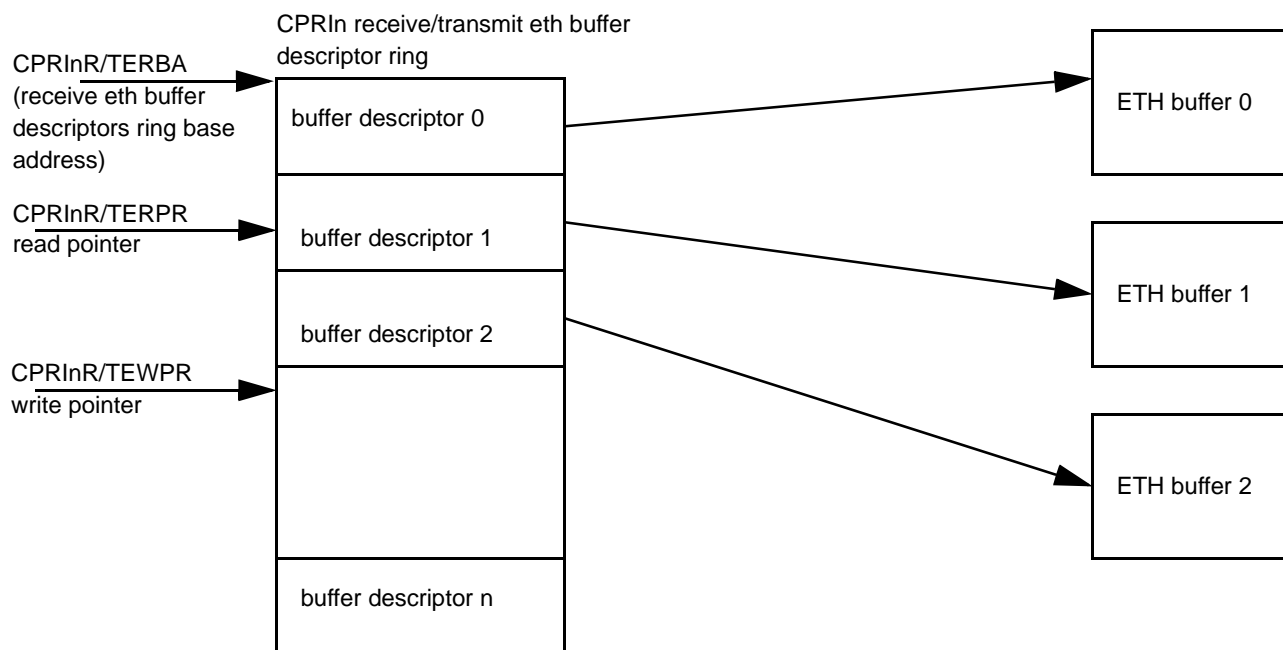 CPRIn receive/transmit eth buffer
descriptor ring
CPRInR/TERBA
(receive eth buffer
descriptors ring base
address)
buffer descriptor 0
ETH buffer 0
CPRInR/TERPR
read pointer
buffer descriptor 1
ETH buffer 1
buffer descriptor 2
CPRInR/TEWPR
write pointer
ETH buffer 2
buffer descriptor n